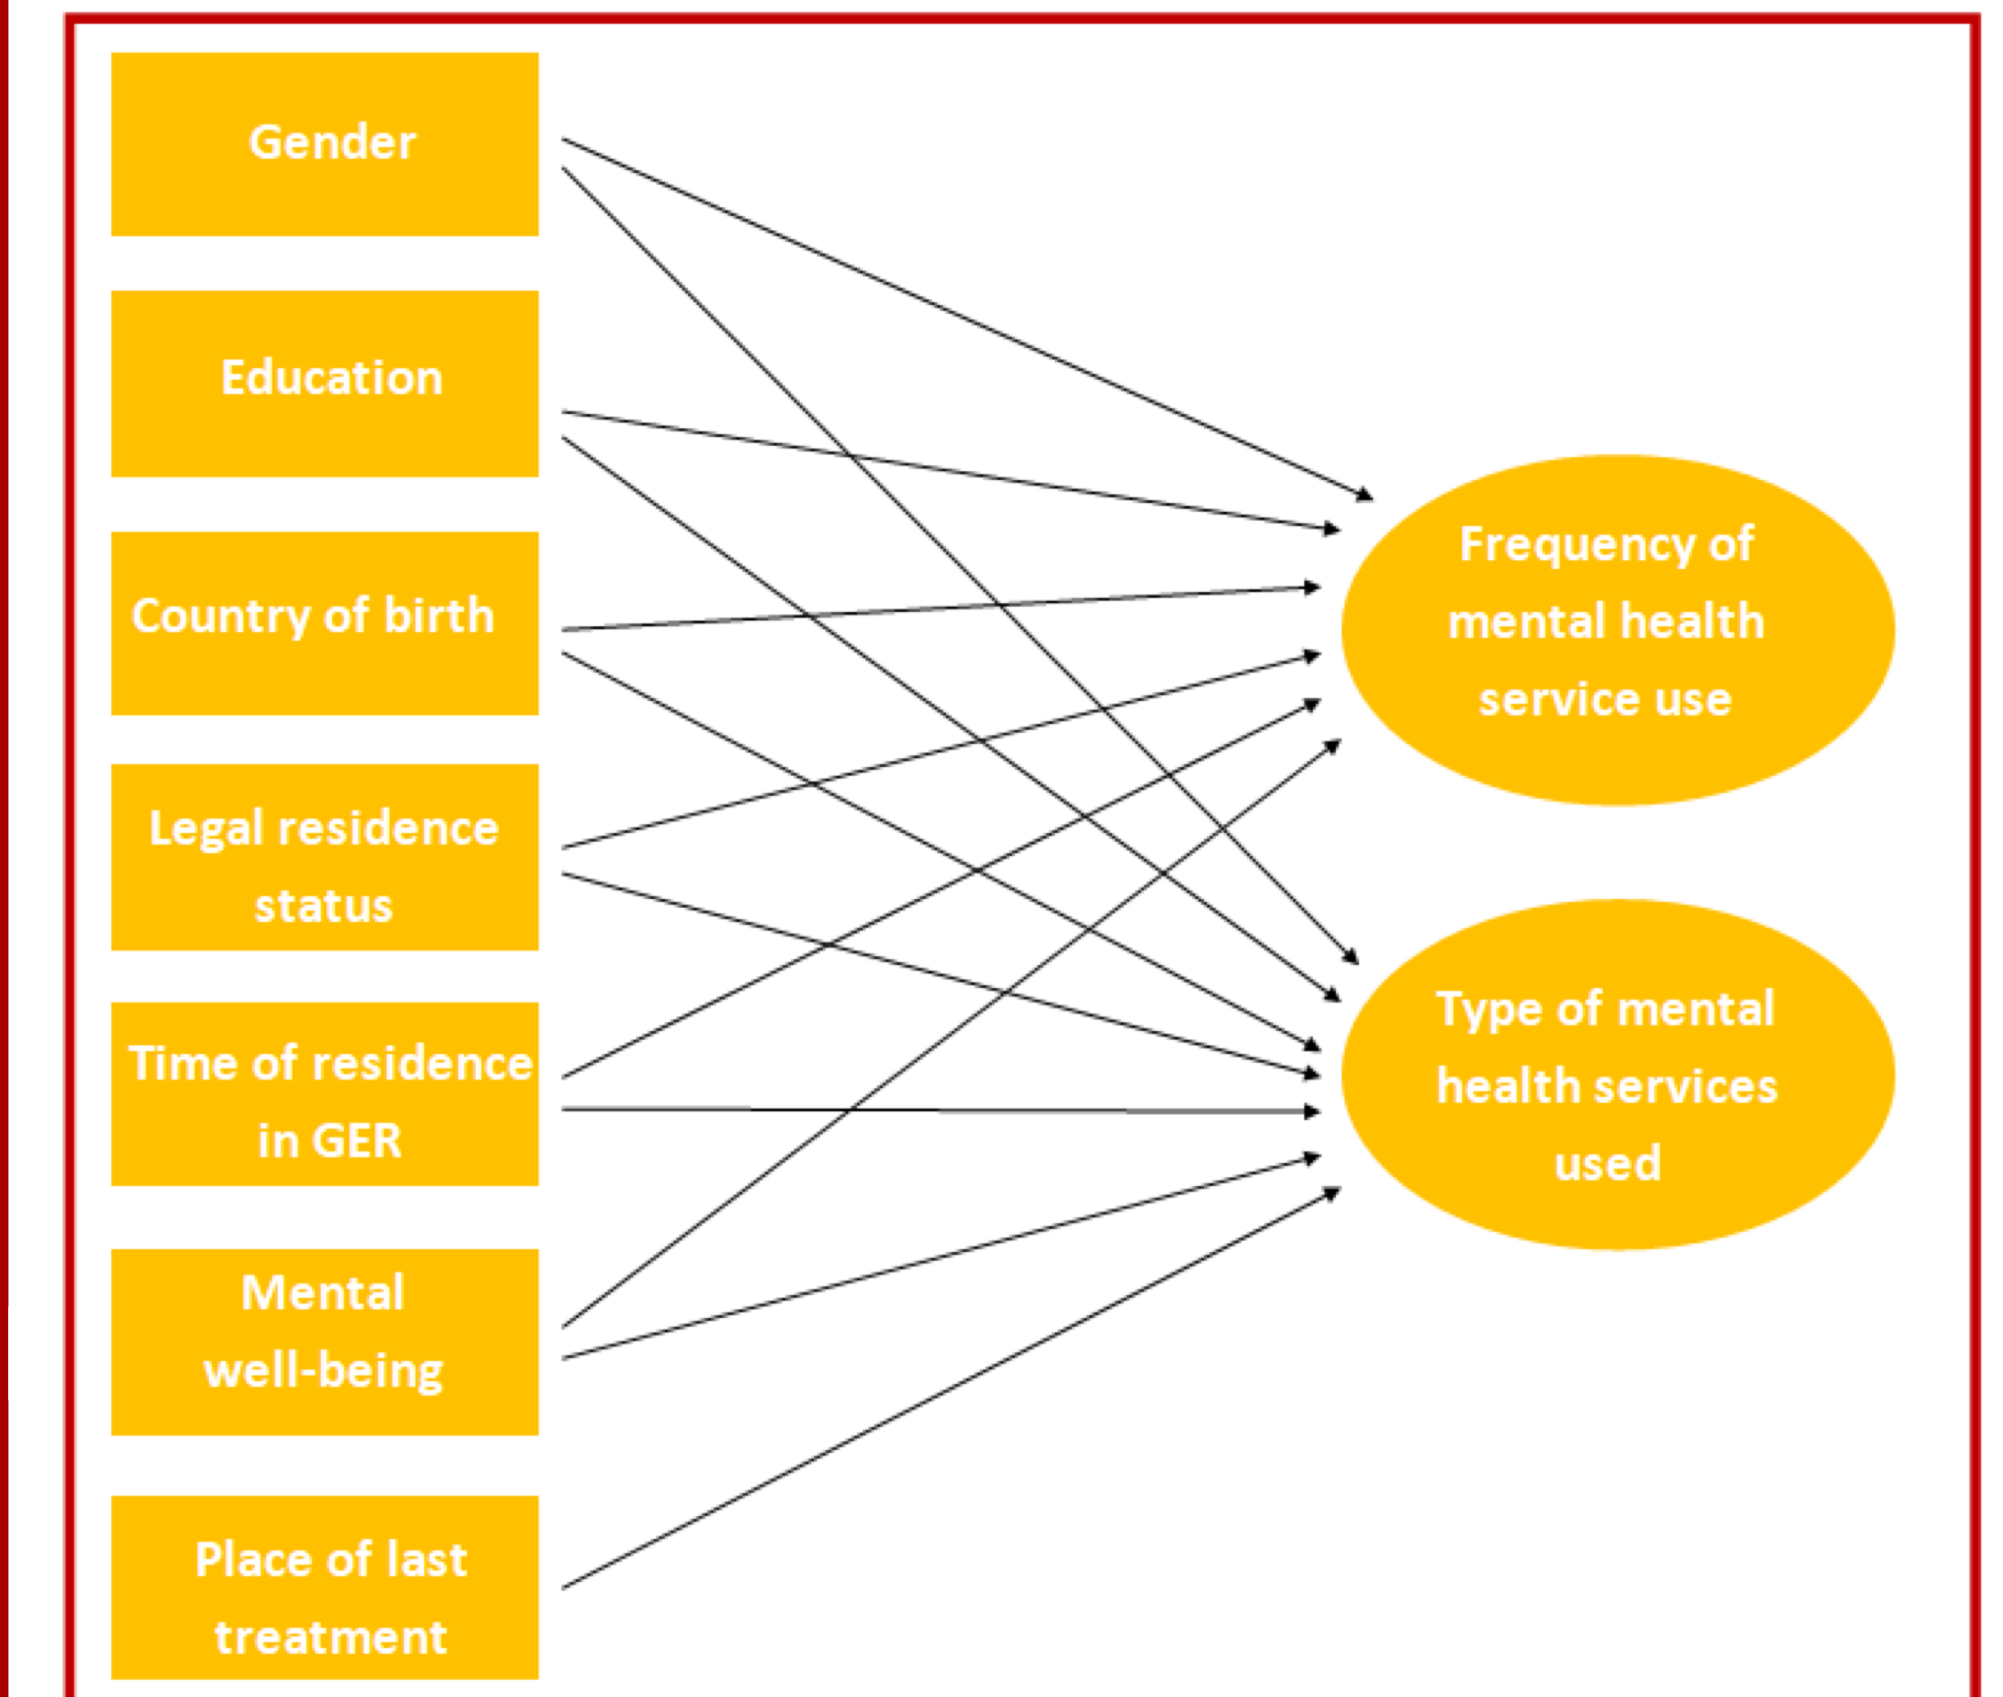 Gender
Education
Country of birth
Legal residence
status
Time of residence
in GER
Mental
well-being
Place of last
treatment
Frequency of
mental health
service use
Type of mental
health services
used